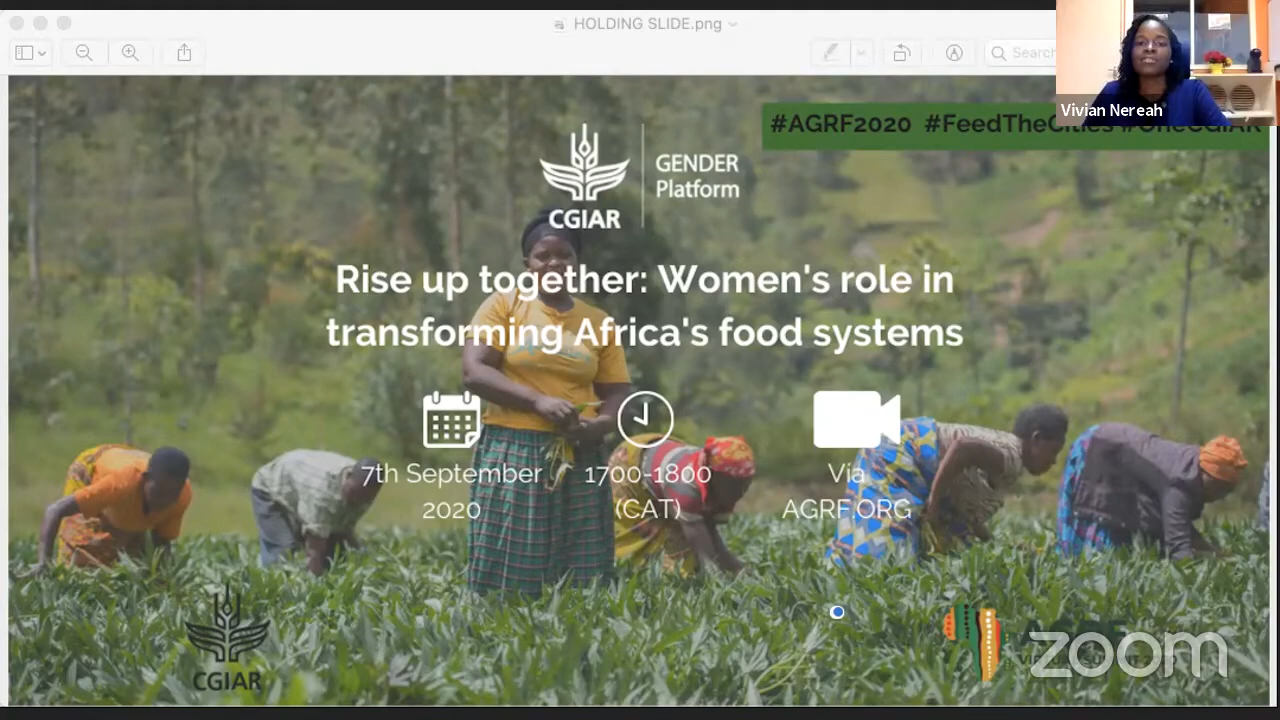 HOLDING SLIDE.png
Search
Vivian Nereah
#AGRF2020 #FeedTheCities #OneCGIAR
CGIAR
GENDER
Platform
Rise up together: Women's role in
transforming Africa's food systems
7th September
2020
1700-1800
(CAT)
Via
AGRF.ORG
CGIAR
zoom